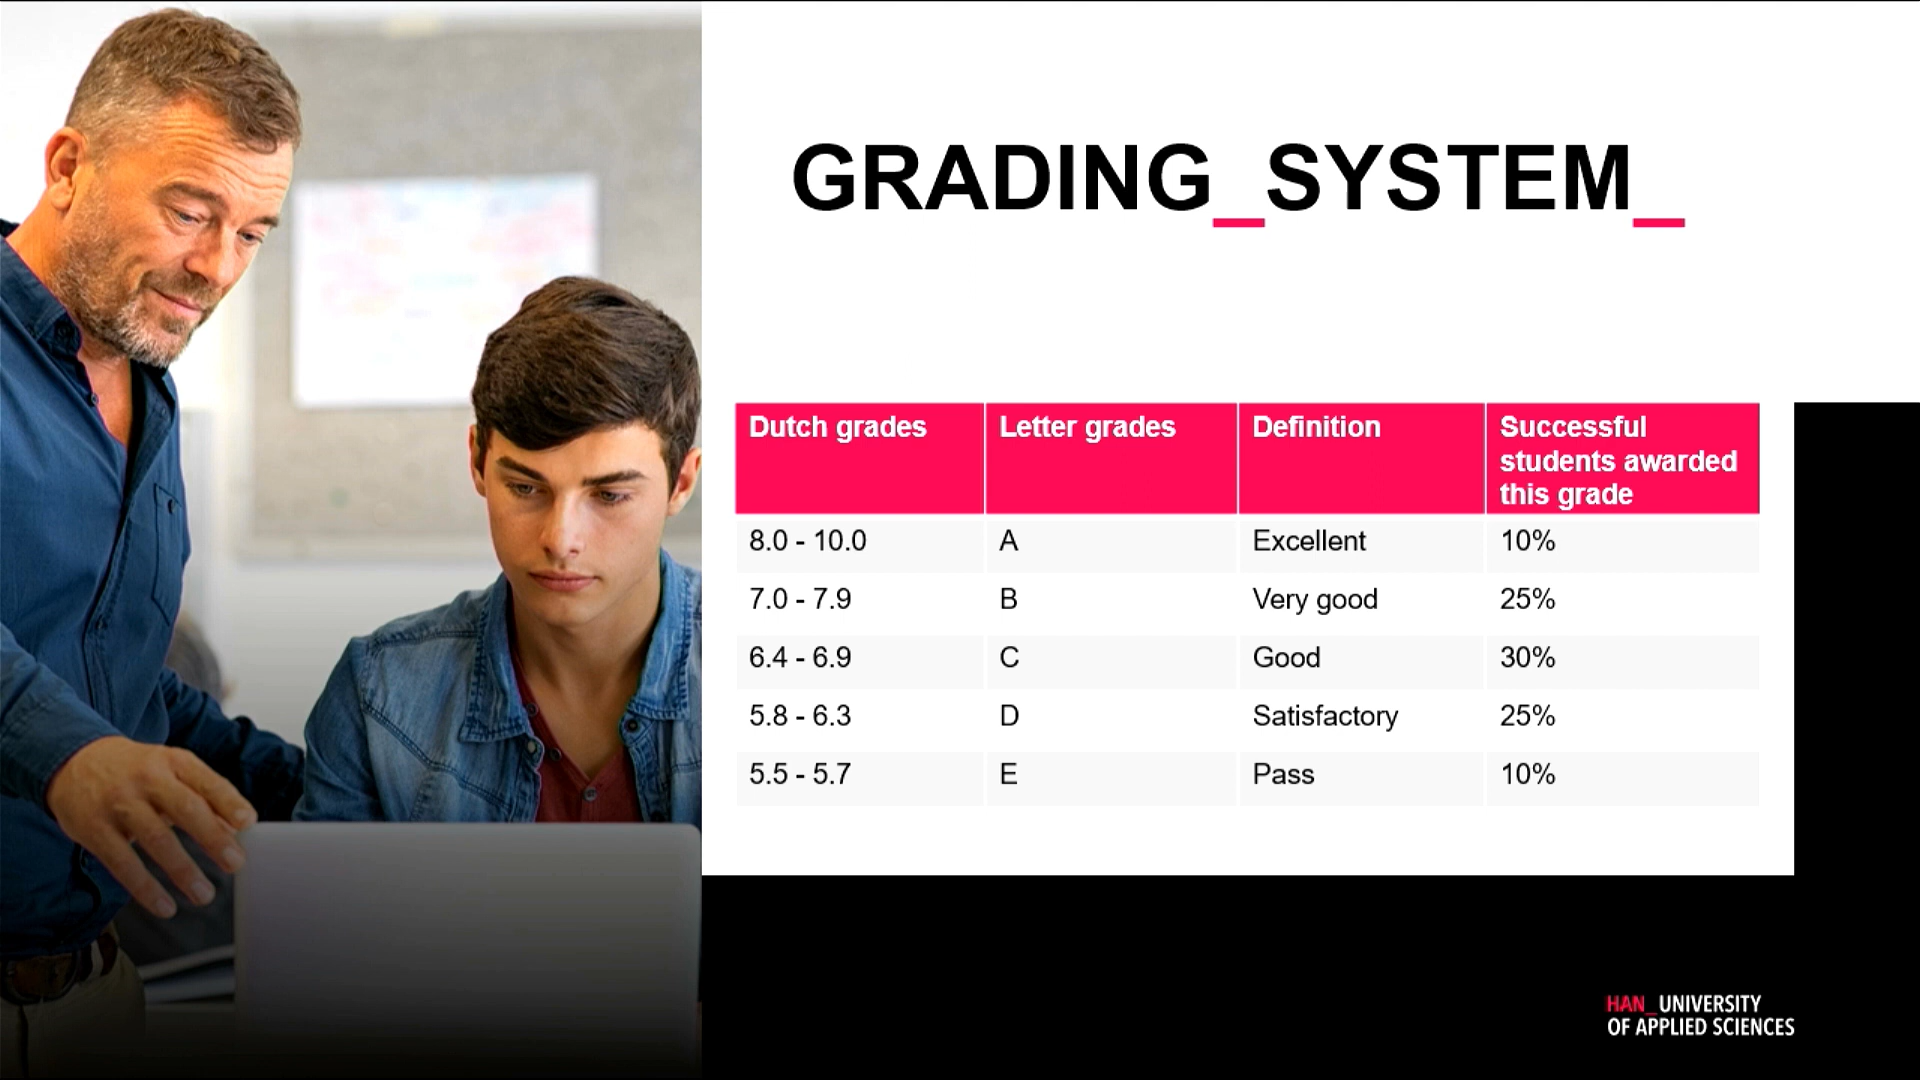 GRADING_SYSTEM_
Dutch grades Letter grades Definition Successful students awarded this grade
8.0 - 10.0 A Excellent 10%
7.0 - 7.9 B Very good 25%
6.4 - 6.9 C Good 30%
5.8 - 6.3 D Satisfactory 25%
5.5 - 5.7 E Pass 10%
HAN_UNIVERSITY
OF APPLIED SCIENCES